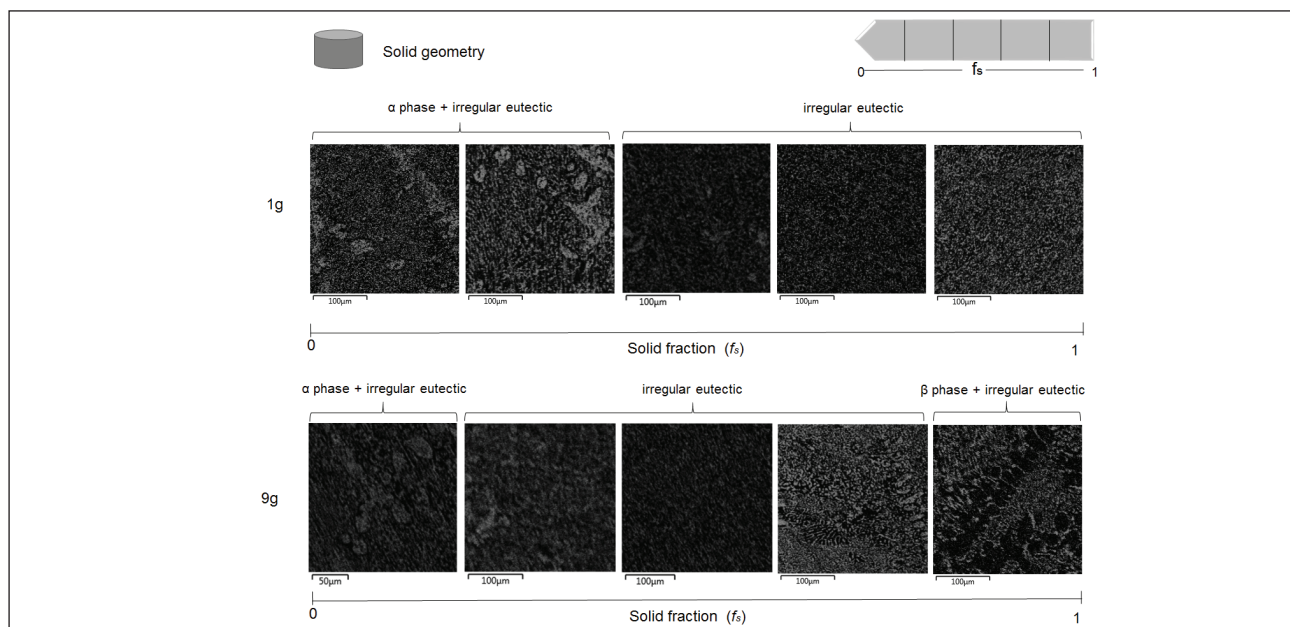 Solid geometry
0 fs 1
α phase + irregular eutectic irregular eutectic
1g
100μm 100μm 100μm 100μm 100μm
0 Solid fraction (fs) 1
α phase + irregular eutectic irregular eutectic β phase + irregular eutectic
9g
50μm 100μm 100μm 100μm 100μm
0 Solid fraction (fs) 1